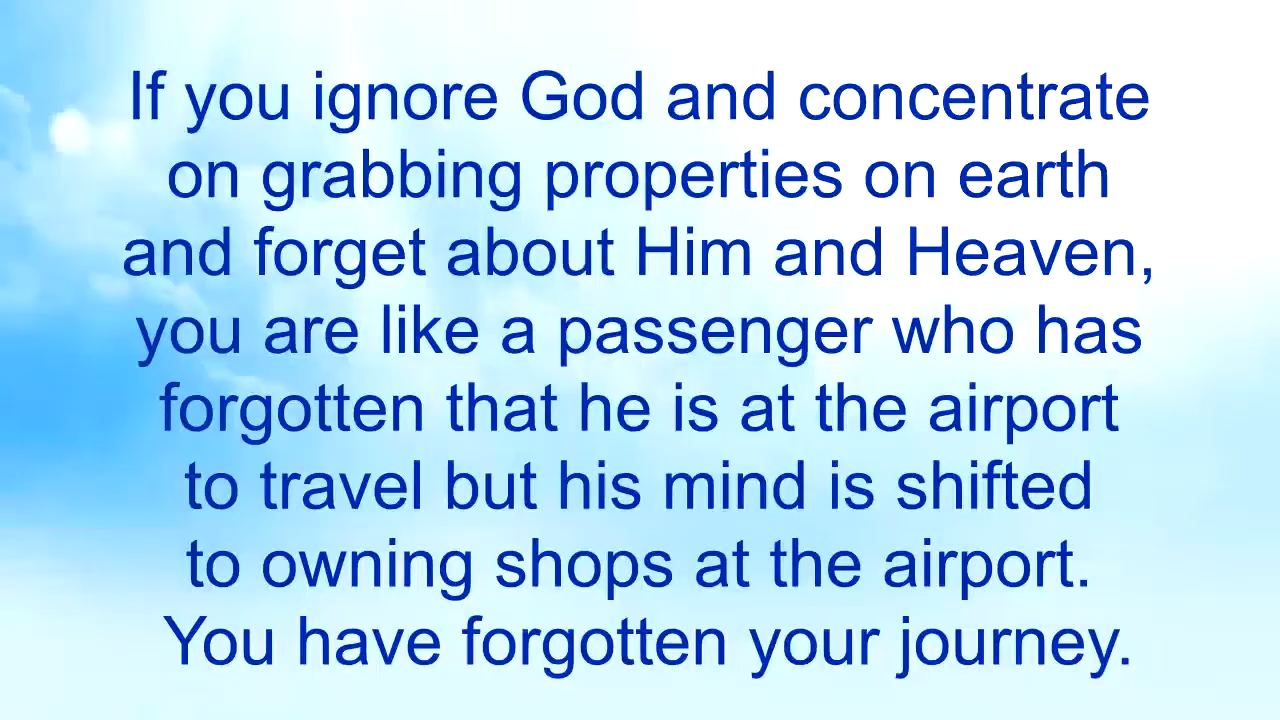 If you ignore God and concentrate
on grabbing properties on earth
and forget about Him and Heaven,
you are like a passenger who has
forgotten that he is at the airport
to travel but his mind is shifted
to owning shops at the airport.
You have forgotten your journey.